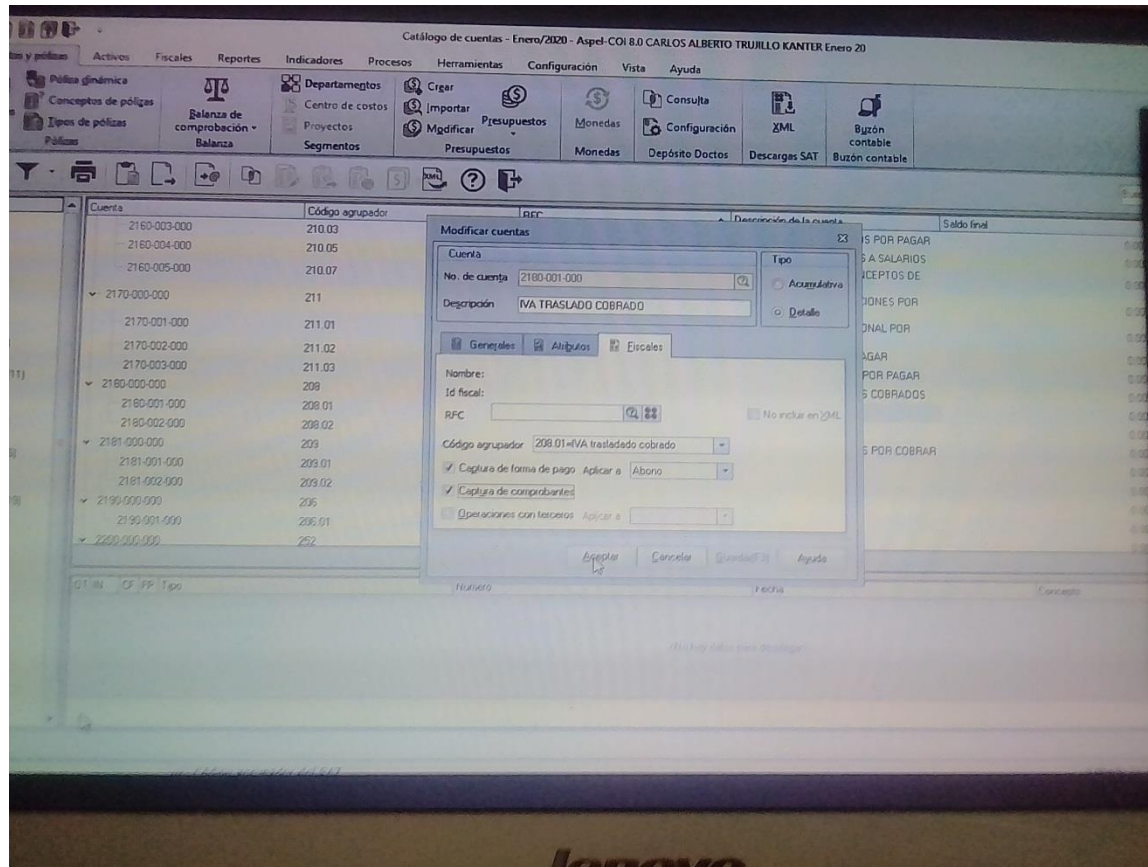 Catálogo de cuentas - Enero/2020 - Aspel-COI 8.0 CARLOS ALBERTO TRUJILLO KANTER Enero 20
Activos Fiscales Reportes Indicadores Procesos Herramientas Configuración Vista Ayuda
Póliza dinámica
Conceptos de pólizas
Tipos de pólizas
Pólizas
Balanza de
comprobación
Balanza
Departamentos
Centro de costos
Proyectos
Segmentos
Crear
Importar
Modificar
Presupuestos
Presupuestos
Monedas
Monedas
Consulta
Configuración
Depósito Doctos
XML
Descargas SAT
Buzón
contable
Buzón contable
Cuenta Código agrupador RFC Descripción de la cuenta Saldo final
2160-003-000 210.03 S POR PAGAR
2160-004-000 210.05 S A SALARIOS
2160-005-000 210.07 CEPTOS DE
2170-000-000 211 IONES POR
2170-001-000 211.01 ONAL POR
2170-002-000 211.02 AGAR
2170-003-000 211.03 POR PAGAR
2180-000-000 208 S COBRADOS
2180-001-000 208.01
2180-002-000 208.02
2181-000-000 209 S POR COBRAR
2181-001-000 209.01
2181-002-000 209.02
2190-000-000 206
2190-001-000 206.01
2200-000-000 252
Modificar cuentas
Cuenta
No. de cuenta 2180-001-000
Descripción IVA TRASLADO COBRADO
Tipo
Acumulativa
Detalle
Generales Atributos Fiscales
Nombre:
Id fiscal:
RFC No incluir en XML
Código agrupador 208.01=IVA trasladado cobrado
Captura de forma de pago Aplicar a Abono
Captura de comprobantes
Operaciones con terceros Aplicar a
Aceptar Cancelar Ayuda
Tipo Número Fecha Concepto
lenovo